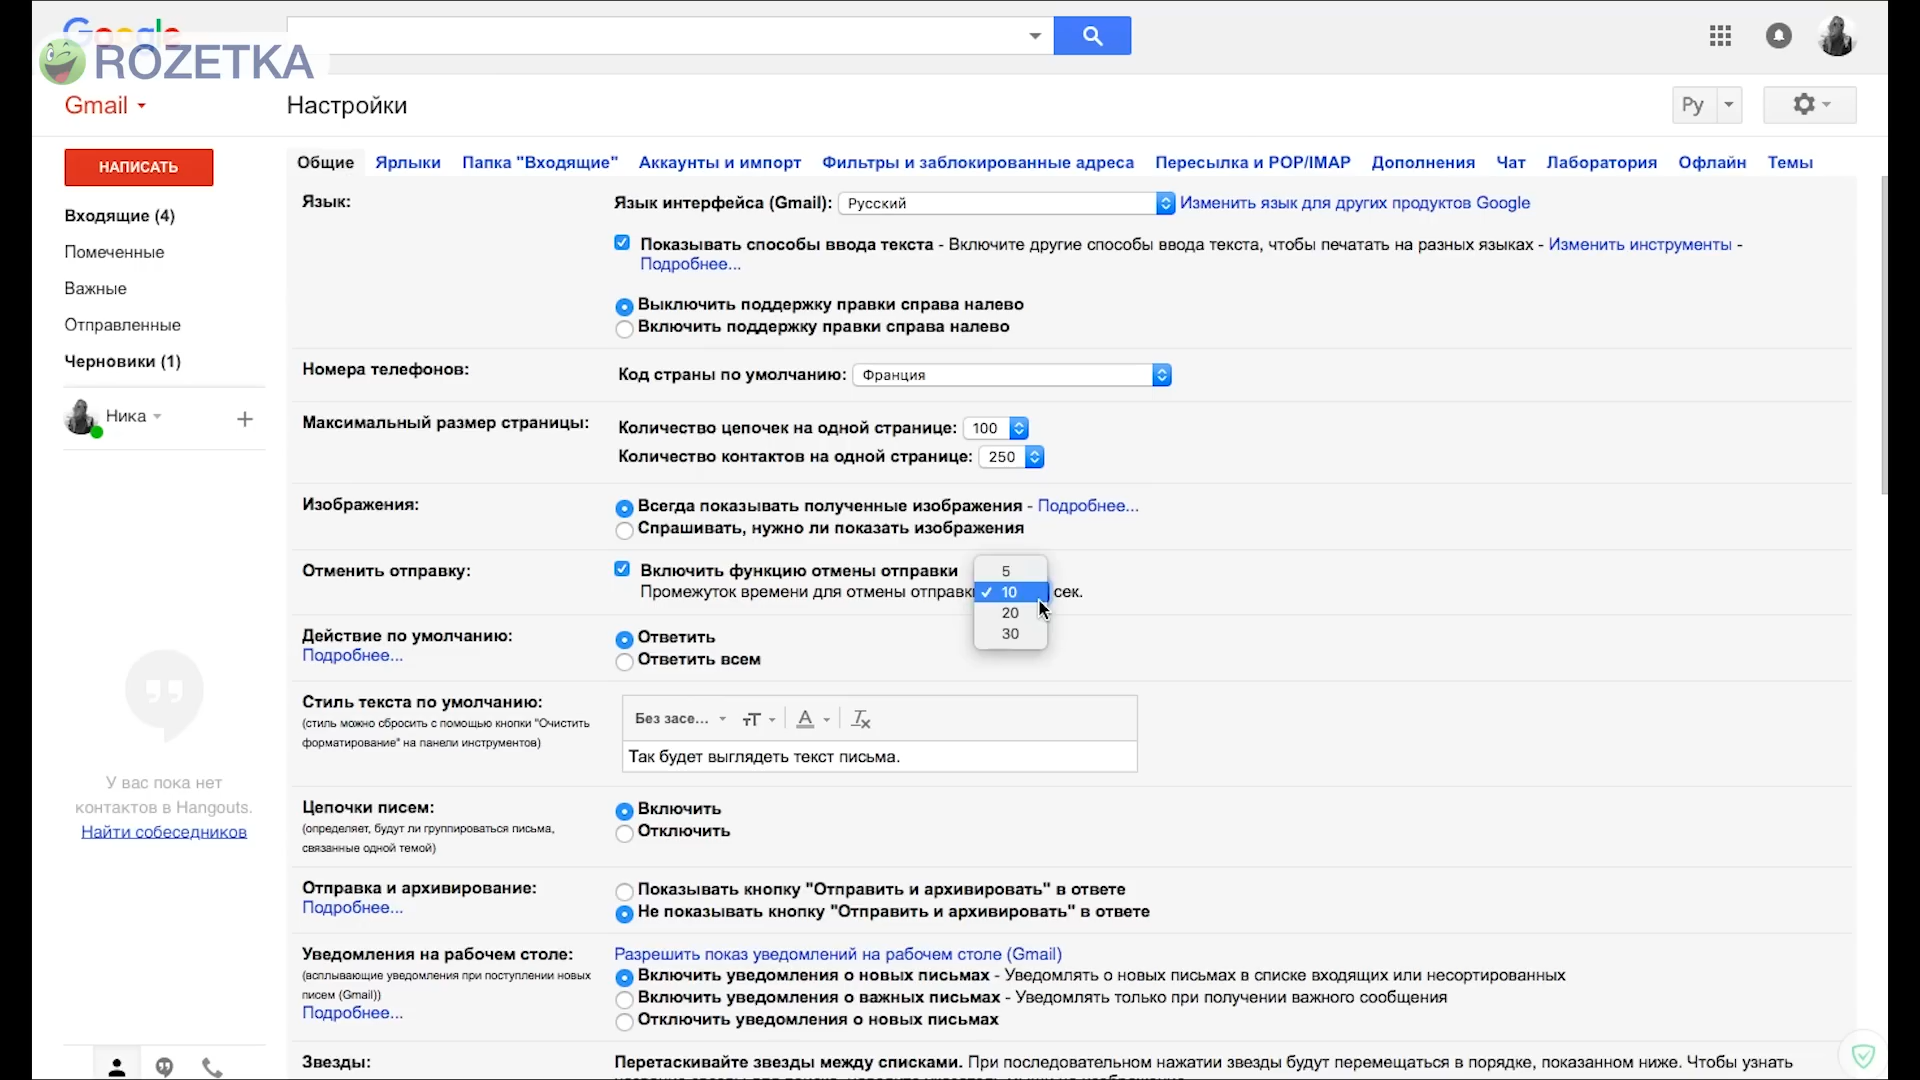 Google
ROZETKA
Gmail
Настройки
Ру
НАПИСАТЬ
Входящие (4)
Помеченные
Важные
Отправленные
Черновики (1)
Ника
У вас пока нет
контактов в Hangouts.
Найти собеседников
Общие Ярлыки Папка "Входящие" Аккаунты и импорт Фильтры и заблокированные адреса Пересылка и POP/IMAP Дополнения Чат Лаборатория Офлайн Темы
Язык:
Язык интерфейса (Gmail): Русский Изменить язык для других продуктов Google
Показывать способы ввода текста - Включите другие способы ввода текста, чтобы печатать на разных языках - Изменить инструменты -
Подробнее...
Выключить поддержку правки справа налево
Включить поддержку правки справа налево
Номера телефонов:
Код страны по умолчанию: Франция
Максимальный размер страницы:
Количество цепочек на одной странице: 100
Количество контактов на одной странице: 250
Изображения:
Всегда показывать полученные изображения - Подробнее...
Спрашивать, нужно ли показать изображения
Отменить отправку:
Включить функцию отмены отправки
Промежуток времени для отмены отправки сек.
5
10
20
30
Действие по умолчанию:
Подробнее...
Ответить
Ответить всем
Стиль текста по умолчанию:
(стиль можно сбросить с помощью кнопки "Очистить
форматирование" на панели инструментов)
Без засе...
Так будет выглядеть текст письма.
Цепочки писем:
(определяет, будут ли группироваться письма,
связанные одной темой)
Включить
Отключить
Отправка и архивирование:
Подробнее...
Показывать кнопку "Отправить и архивировать" в ответе
Не показывать кнопку "Отправить и архивировать" в ответе
Уведомления на рабочем столе:
(всплывающие уведомления при поступлении новых
писем (Gmail))
Подробнее...
Разрешить показ уведомлений на рабочем столе (Gmail)
Включить уведомления о новых письмах - Уведомлять о новых письмах в списке входящих или несортированных
Включить уведомления о важных письмах - Уведомлять только при получении важного сообщения
Отключить уведомления о новых письмах
Звезды:
Перетаскивайте звезды между списками. При последовательном нажатии звезды будут перемещаться в порядке, показанном ниже. Чтобы узнать